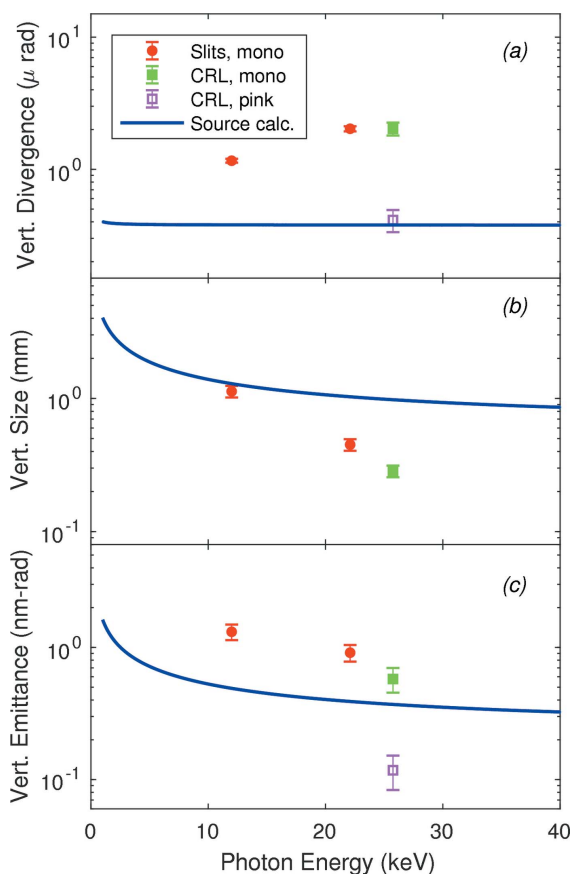 (a)
Slits, mono
CRL, mono
CRL, pink
Source calc.
10^1
10^0
Vert. Divergence (μ rad)
(b)
10^0
10^-1
Vert. Size (mm)
(c)
10^0
10^-1
Vert. Emittance (nm-rad)
0 10 20 30 40
Photon Energy (keV)